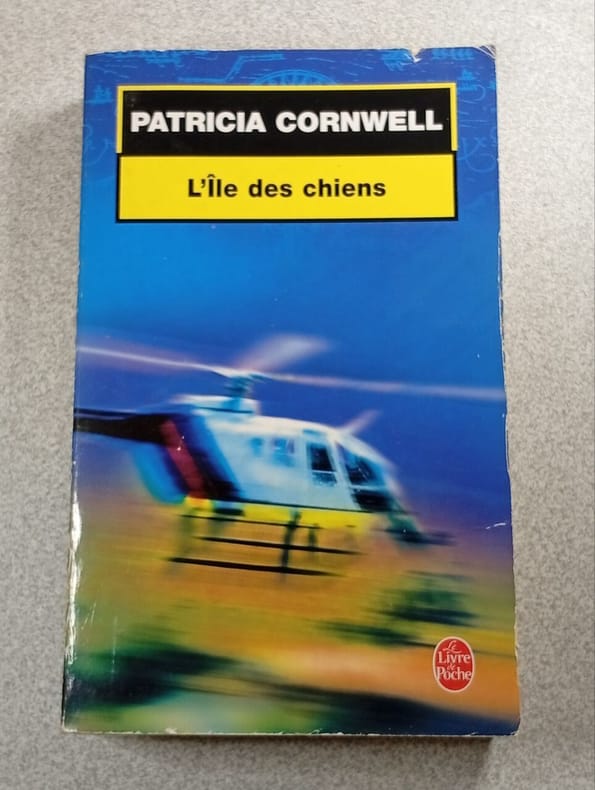 PATRICIA CORNWELL
L'Île des chiens
Le
Livre
de
Poche